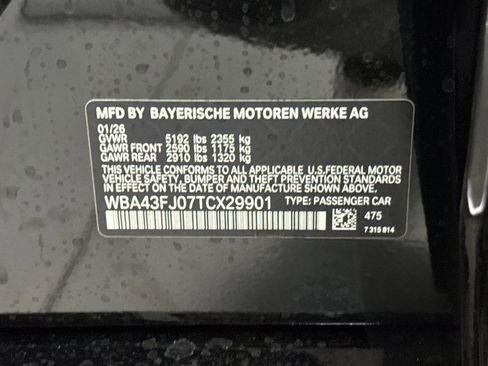 MFD BY BAYERISCHE MOTOREN WERKE AG
01/26
GVWR 5192 lbs 2355 kg
GAWR FRONT 2590 lbs 1175 kg
GAWR REAR 2910 lbs 1320 kg
THIS VEHICLE CONFORMS TO ALL APPLICABLE U.S.FEDERAL MOTOR
VEHICLE SAFETY, BUMPER AND THEFT PREVENTION STANDARDS
IN EFFECT ON THE DATE OF MANUFACTURE SHOWN ABOVE.
WBA43FJ07TCX29901 TYPE: PASSENGER CAR
475
7 315 814